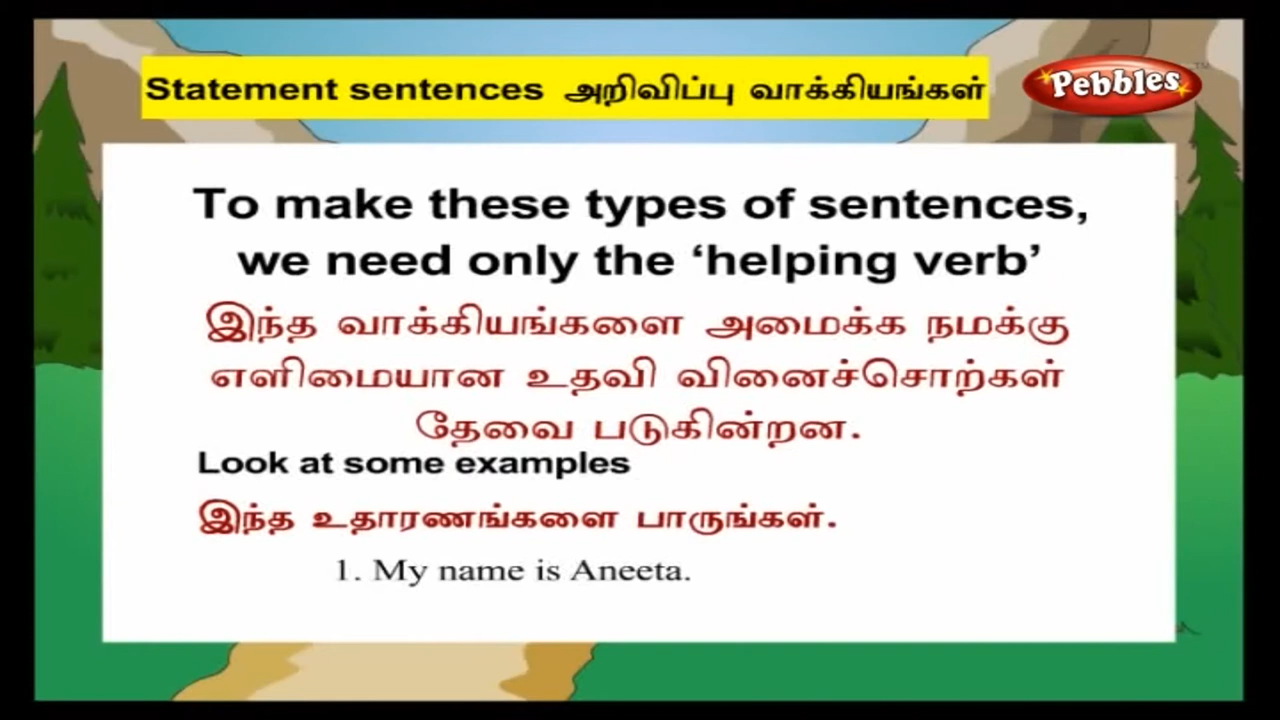 Statement sentences அறிவிப்பு வாக்கியங்கள்
Pebbles TM
To make these types of sentences,
we need only the ‘helping verb’
இந்த வாக்கியங்களை அமைக்க நமக்கு
எளிமையான உதவி வினைச்சொற்கள்
தேவை படுகின்றன.
Look at some examples
இந்த உதாரணங்களை பாருங்கள்.
1. My name is Aneeta.